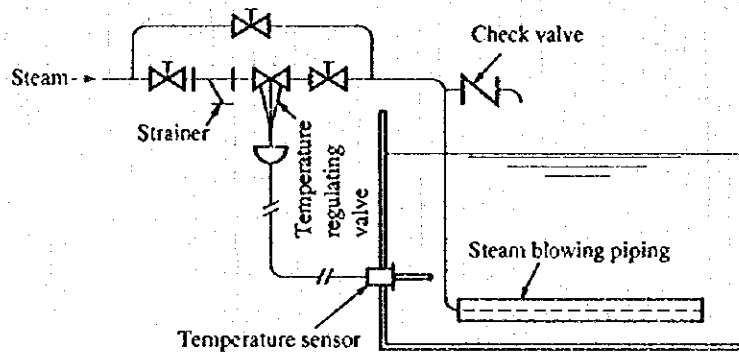 Check valve
Steam
Strainer
Temperature
regulating
valve
Steam blowing piping
Temperature sensor